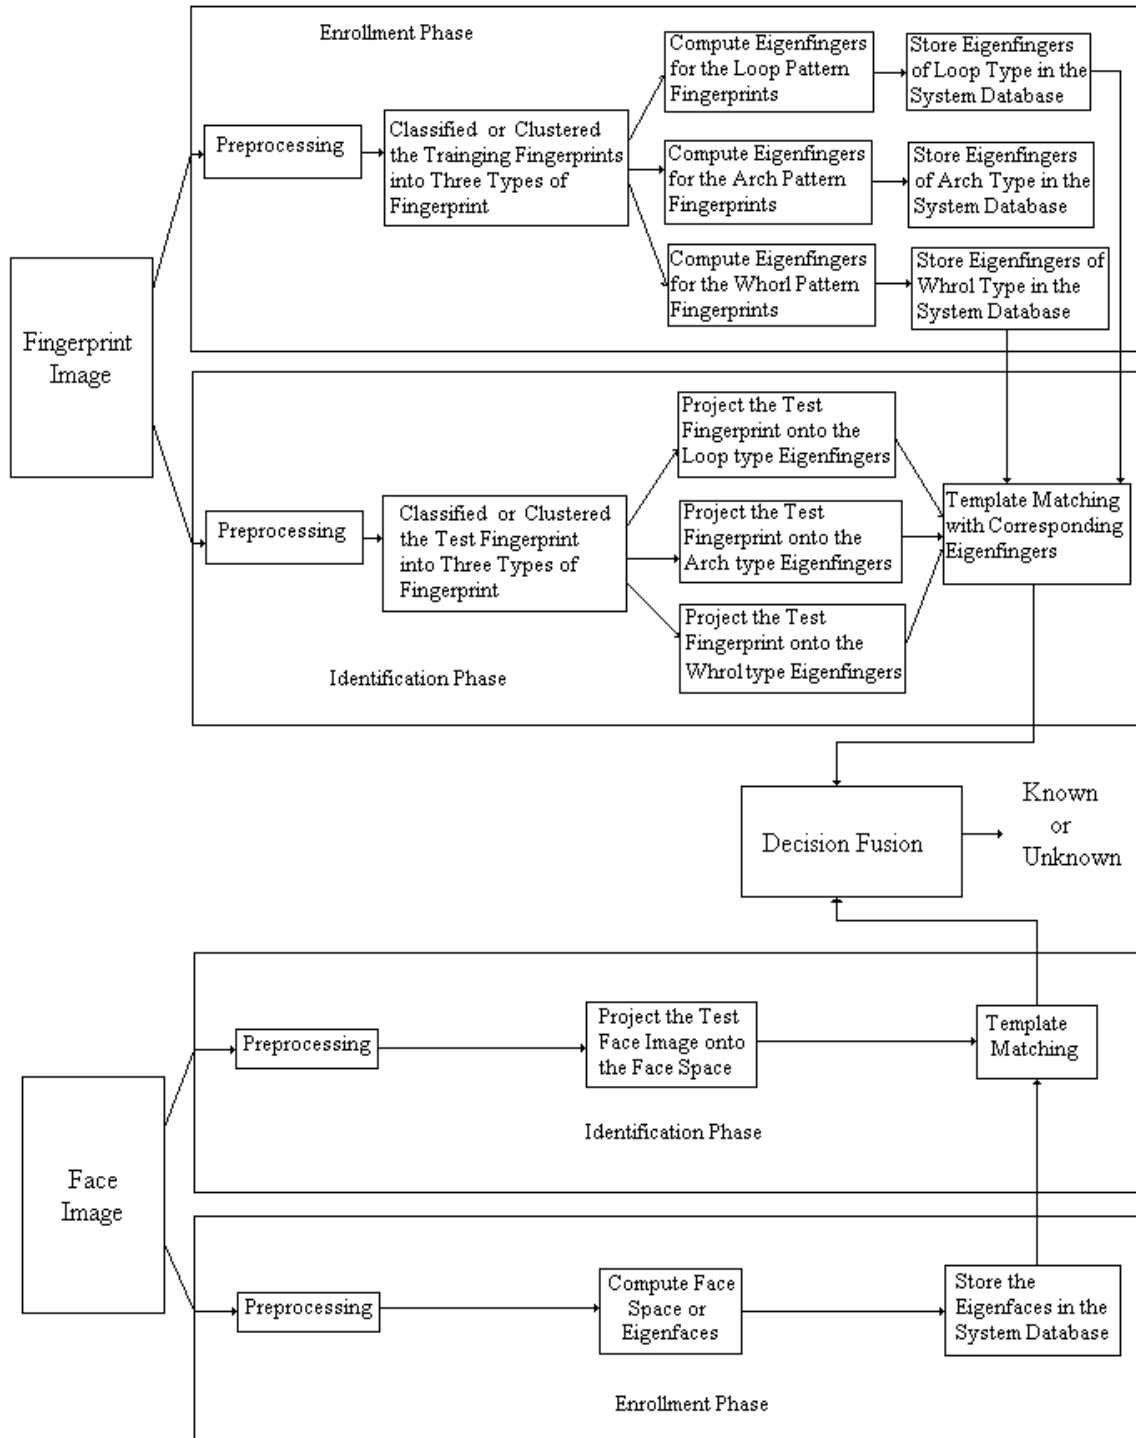 Enrollment Phase
Compute Eigenfingers
for the Loop Pattern
Fingerprints
Store Eigenfingers
of Loop Type in the
System Database
Preprocessing
Classified or Clustered
the Trainging Fingerprints
into Three Types of
Fingerprint
Compute Eigenfingers
for the Arch Pattern
Fingerprints
Store Eigenfingers
of Arch Type in the
System Database
Compute Eigenfingers
for the Whorl Pattern
Fingerprints
Store Eigenfingers of
Whrol Type in the
System Database
Fingerprint
Image
Project the Test
Fingerprint onto the
Loop type Eigenfingers
Preprocessing
Classified or Clustered
the Test Fingerprint
into Three Types of
Fingerprint
Project the Test
Fingerprint onto the
Arch type Eigenfingers
Template Matching
with Corresponding
Eigenfingers
Project the Test
Fingerprint onto the
Whrol type Eigenfingers
Identification Phase
Decision Fusion
Known
or
Unknown
Preprocessing
Project the Test
Face Image onto
the Face Space
Template
Matching
Identification Phase
Face
Image
Preprocessing
Compute Face
Space or
Eigenfaces
Store the
Eigenfaces in the
System Database
Enrollment Phase